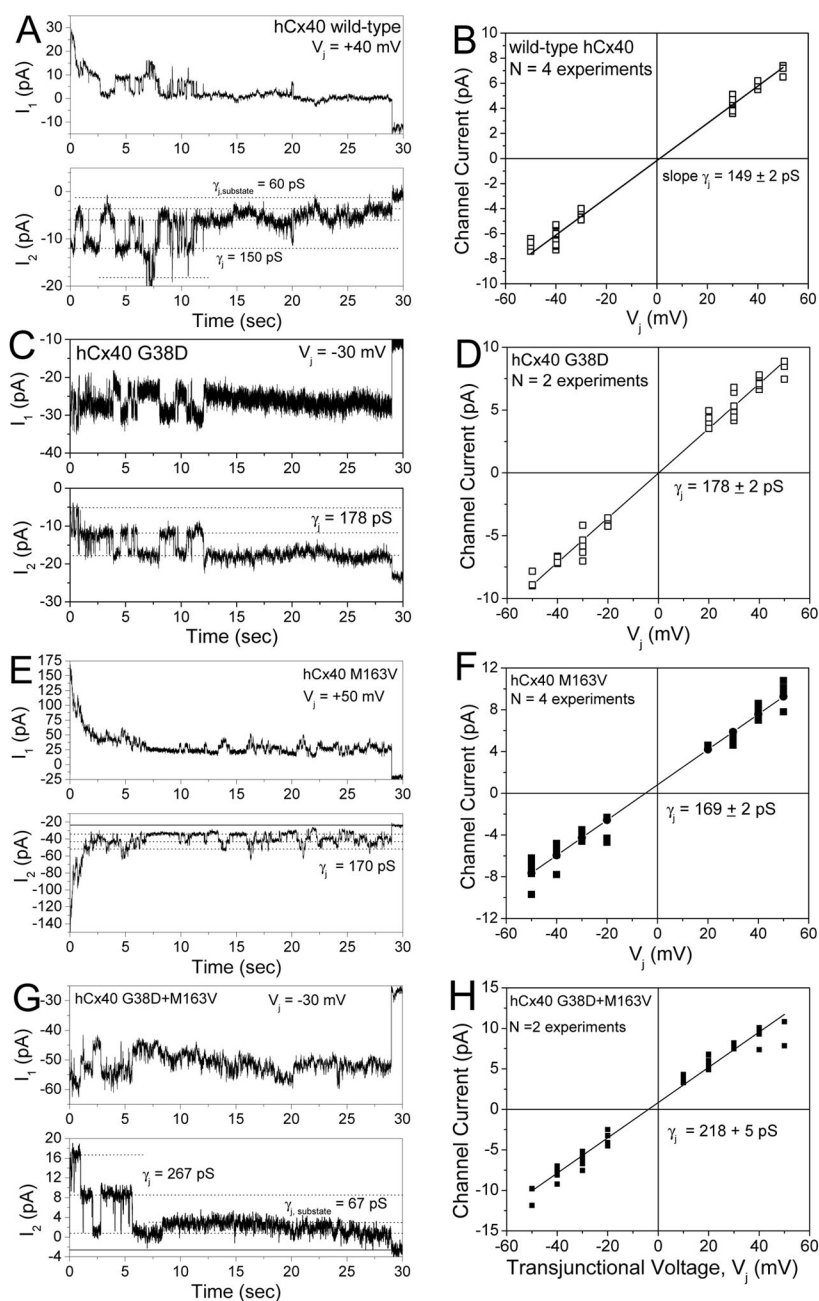 A
hCx40 wild-type
Vj = +40 mV
30
20
10
0
-10
I1 (pA)
0 5 10 15 20 25 30
0
-10
-20
I2 (pA)
γj,substate = 60 pS
γj = 150 pS
0 5 10 15 20 25 30
Time (sec)
B
wild-type hCx40
N = 4 experiments
8
6
4
2
0
-2
-4
-6
-8
-10
Channel Current (pA)
slope γj = 149 ± 2 pS
-60 -40 -20 0 20 40 60
Vj (mV)
C
hCx40 G38D
Vj = -30 mV
-10
-20
-30
-40
I1 (pA)
0 5 10 15 20 25 30
0
-10
-20
-30
I2 (pA)
γj = 178 pS
0 5 10 15 20 25 30
Time (sec)
D
hCx40 G38D
N = 2 experiments
10
5
0
-5
-10
Channel Current (pA)
γj = 178 ± 2 pS
-60 -40 -20 0 20 40 60
Vj (mV)
E
hCx40 M163V
Vj = +50 mV
175
150
125
100
75
50
25
0
-25
I1 (pA)
0 5 10 15 20 25 30
-20
-40
-60
-80
-100
-120
-140
I2 (pA)
γj = 170 pS
0 5 10 15 20 25 30
Time (sec)
F
hCx40 M163V
N = 4 experiments
12
8
4
0
-4
-8
-12
Channel Current (pA)
γj = 169 ± 2 pS
-60 -40 -20 0 20 40 60
Vj (mV)
G
hCx40 G38D+M163V
Vj = -30 mV
-30
-40
-50
-60
I1 (pA)
0 5 10 15 20 25 30
20
16
12
8
4
0
-4
I2 (pA)
γj = 267 pS
γj, substate = 67 pS
0 5 10 15 20 25 30
Time (sec)
H
hCx40 G38D+M163V
N =2 experiments
15
10
5
0
-5
-10
-15
Channel Current (pA)
γj = 218 + 5 pS
-60 -40 -20 0 20 40 60
Transjunctional Voltage, Vj (mV)